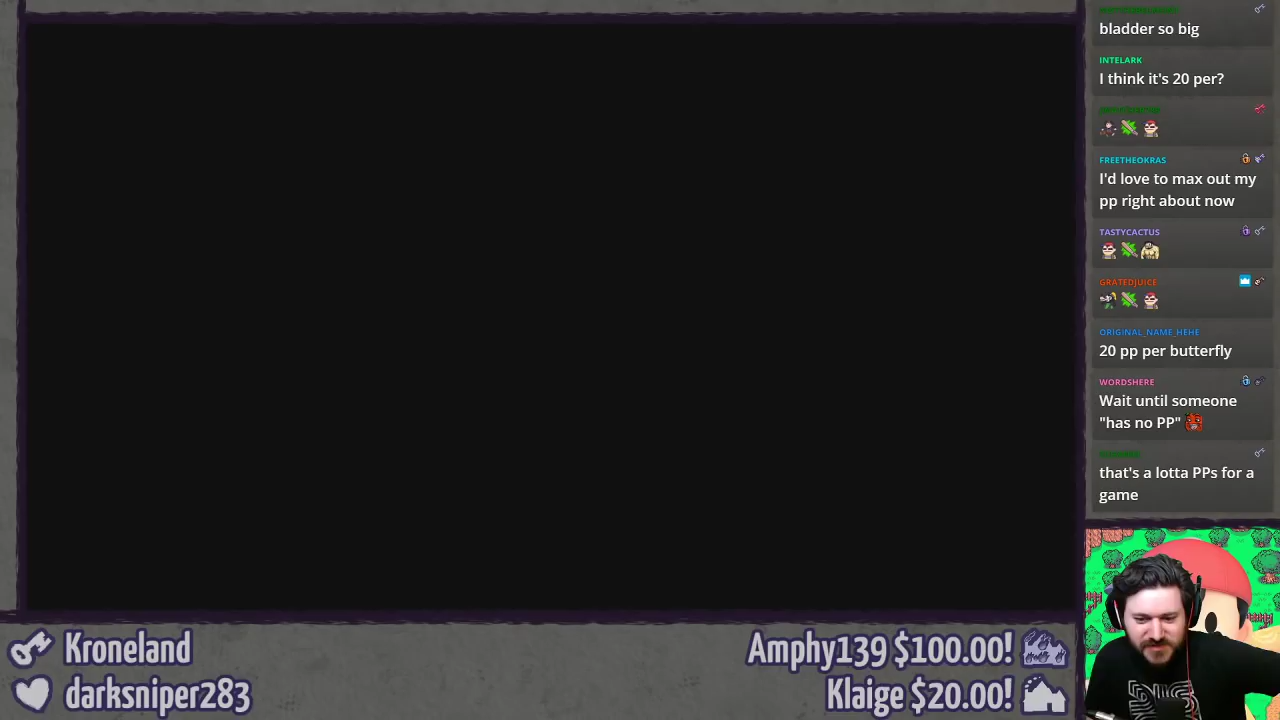 bladder so big
INTELARK
I think it's 20 per?
FREETHEOKRAS
I'd love to max out my
pp right about now
TASTYCACTUS
GRATEDJUICE
ORIGINAL_NAME_HEHE
20 pp per butterfly
WORDSHERE
Wait until someone
"has no PP"
that's a lotta PPs for a
game
Kroneland
darksniper283
Amphy139 $100.00!
Klaige $20.00!